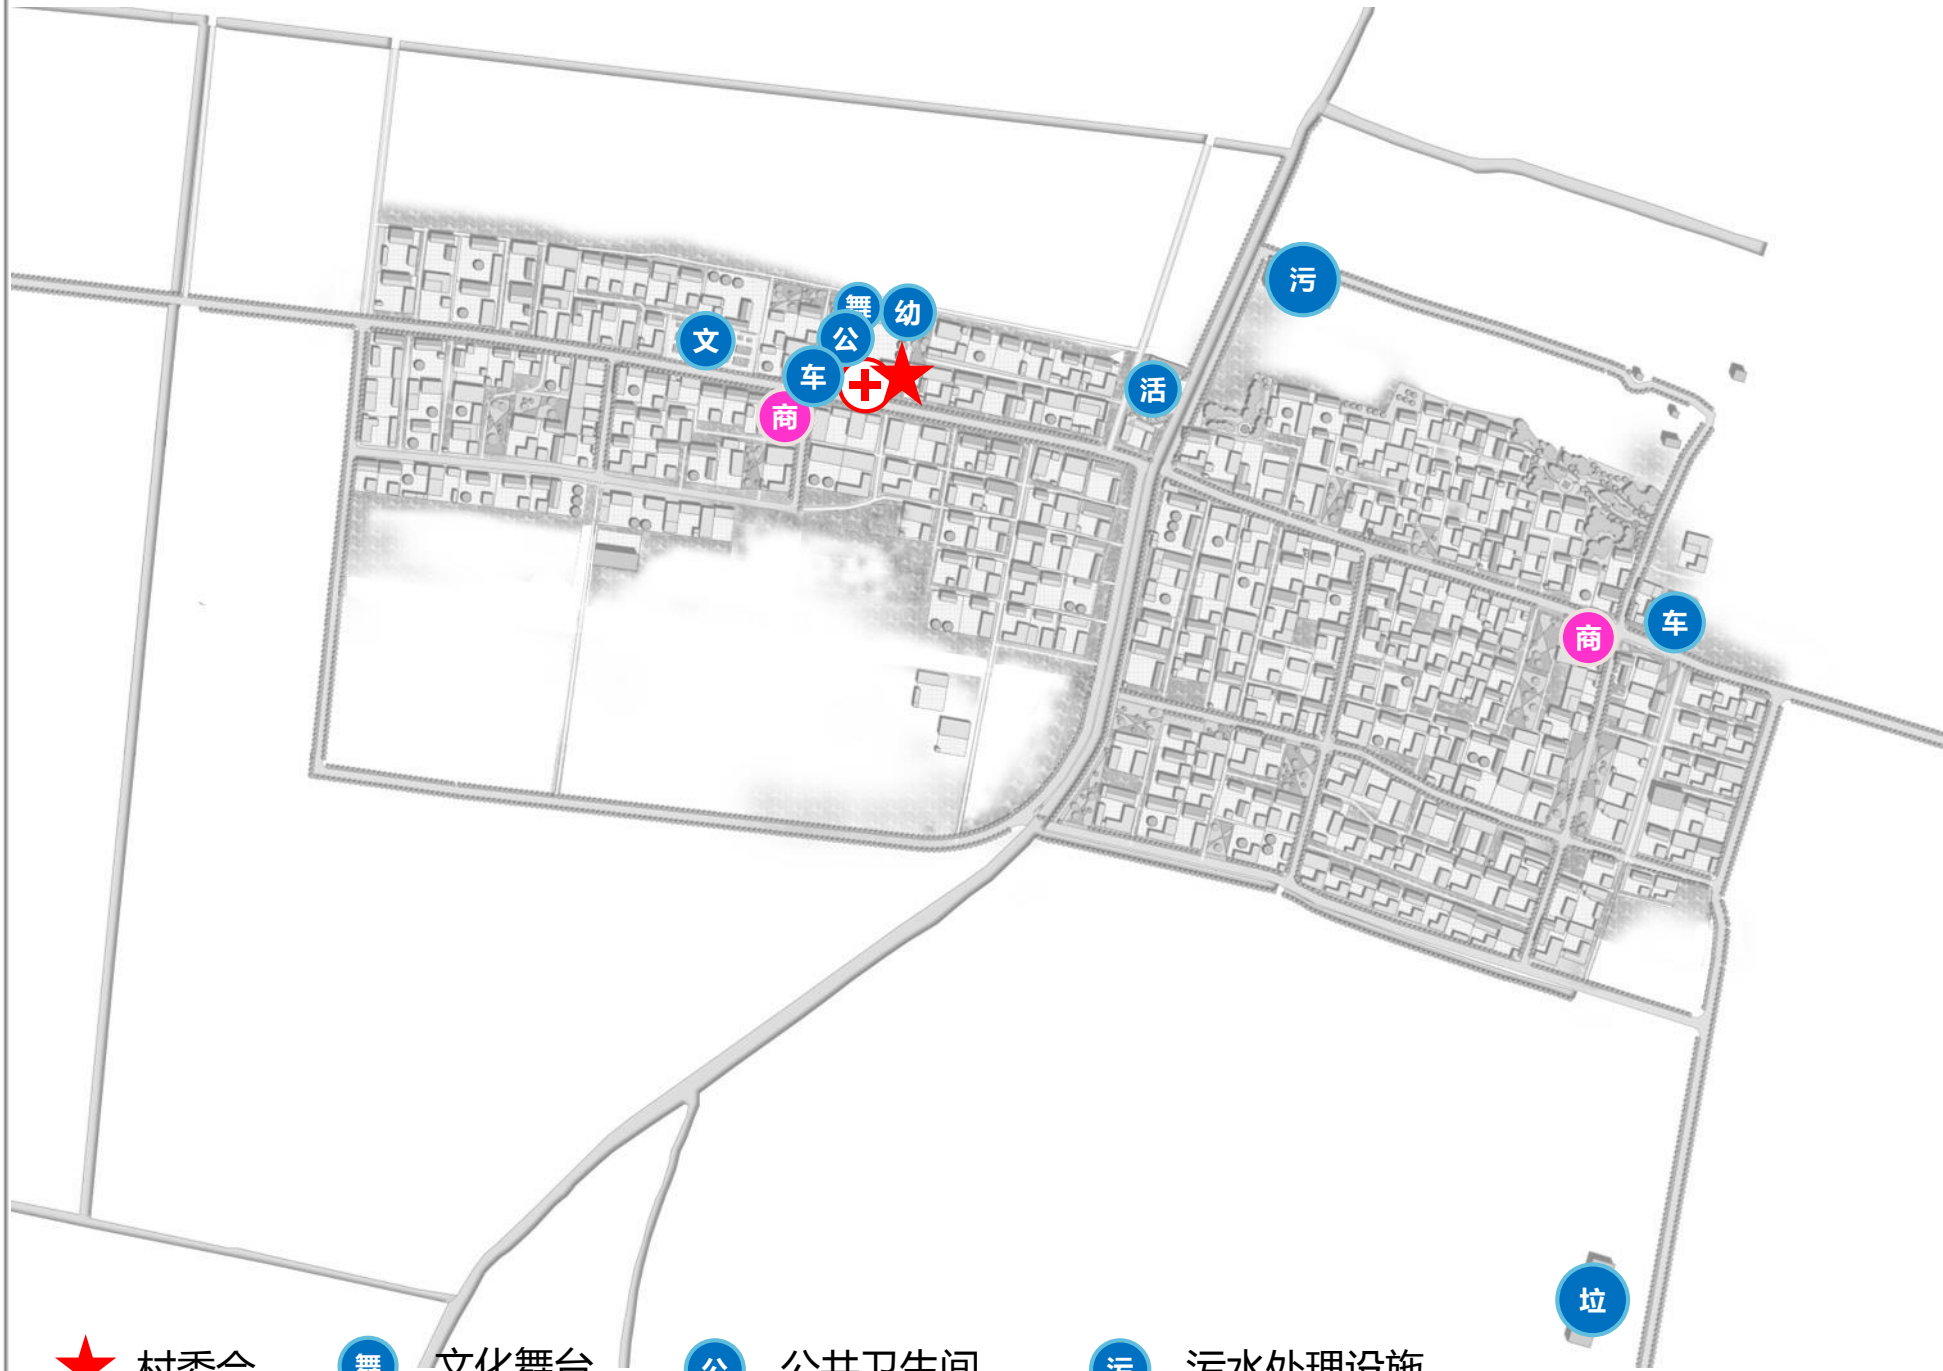 污
舞 幼
文 公
车
活
商
车
商
垃
村委会 舞 文化舞台 公 公共卫生间 污 污水处理设施